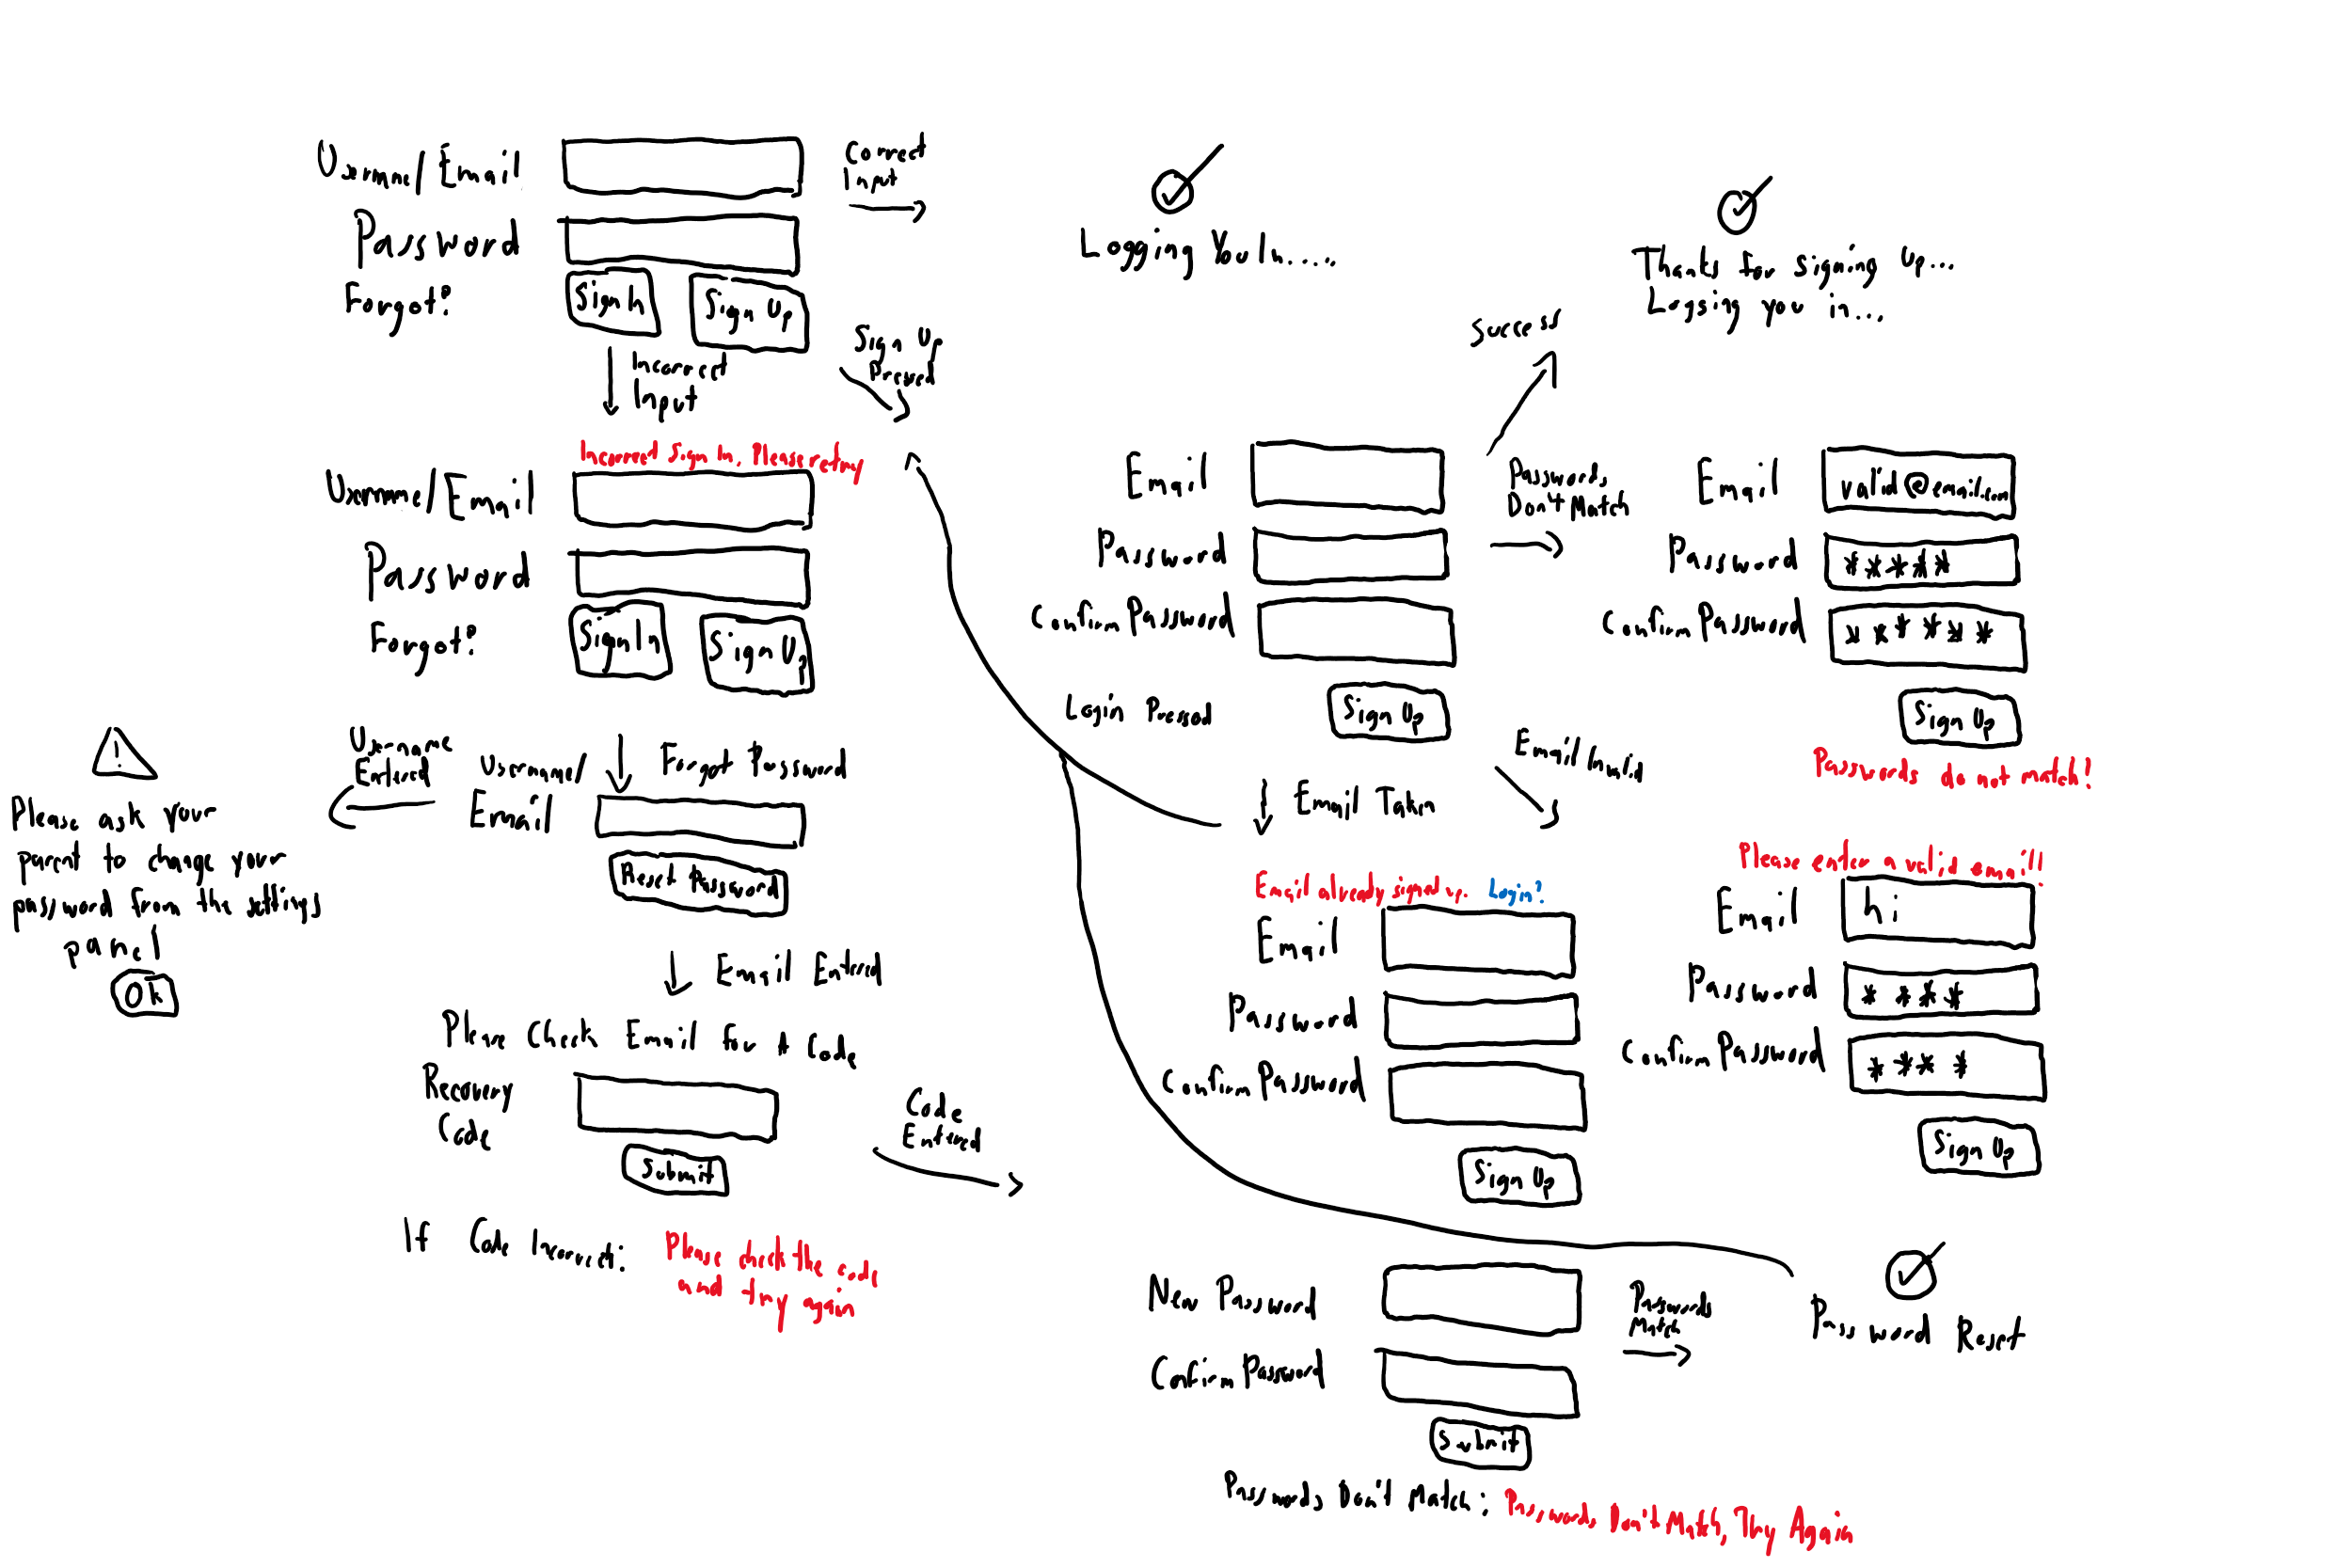 Username/Email
Password
Forgot?
Sign In
Sign Up
Correct
Input
Logging You In.....
Thanks for signing Up...
Logging you in...
Incorrect
Input
Sign Up
Pressed
Success
Incorrect Sign In, Please retry
Username/Email
Password
Forgot?
Sign In
Sign Up
Email
Password
Confirm Password
Login Pressed
Sign Up
Passwords
Don't Match
Email
valid@email.com
Password
*****
Confirm Password
******
Sign Up
Passwords do not match!
!
Please ask your
parent to change your
password from the settings
panel
Ok
Username
Entered
Username/
Email
Forgot Password
Reset Password
Email Entered
Please Check Email for A Code
Recovery
Code
Submit
Code
Entered
If Code Incorrect:
Please check the code
and try again
Email Taken
Email Invalid
Email already signed up. Login?
Email
Password
Confirm Password
Sign Up
Please enter a valid email!!
Email
hi
Password
****
Confirm Password
****
Sign Up
New Password
Confirm Password
Submit
Passwords
Match
Password Reset
Passwords Don't Match: Passwords Don't Match, Try Again